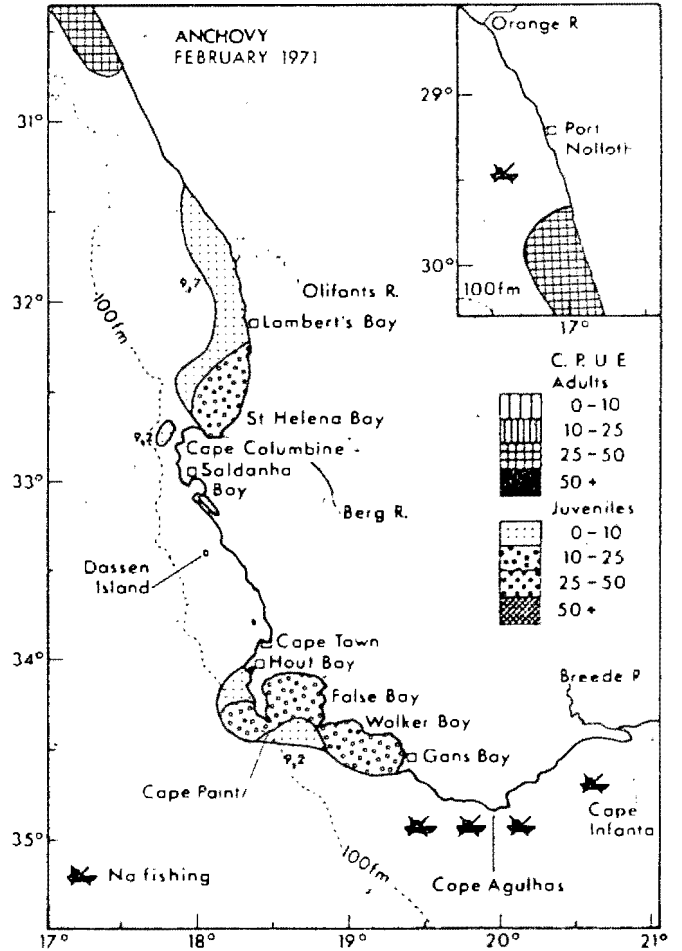 ANCHOVY
FEBRUARY 1971
Orange R
29°
Port
Nolloth
30°
100fm
17°
31°
32°
33°
34°
35°
100fm
Olifants R.
Lambert's Bay
St Helena Bay
Cape Columbine -
Saldanha
Bay
Berg R.
Dassen
Island
C. P. U E
Adults
0-10
10-25
25-50
50+
Juveniles
0-10
10-25
25-50
50+
Cape Town
Hout Bay
False Bay
Walker Bay
Gans Bay
Breede R
Cape Point
Cape
Infanta
100fm
Cape Agulhas
No fishing
17°
18°
19°
20°
21°